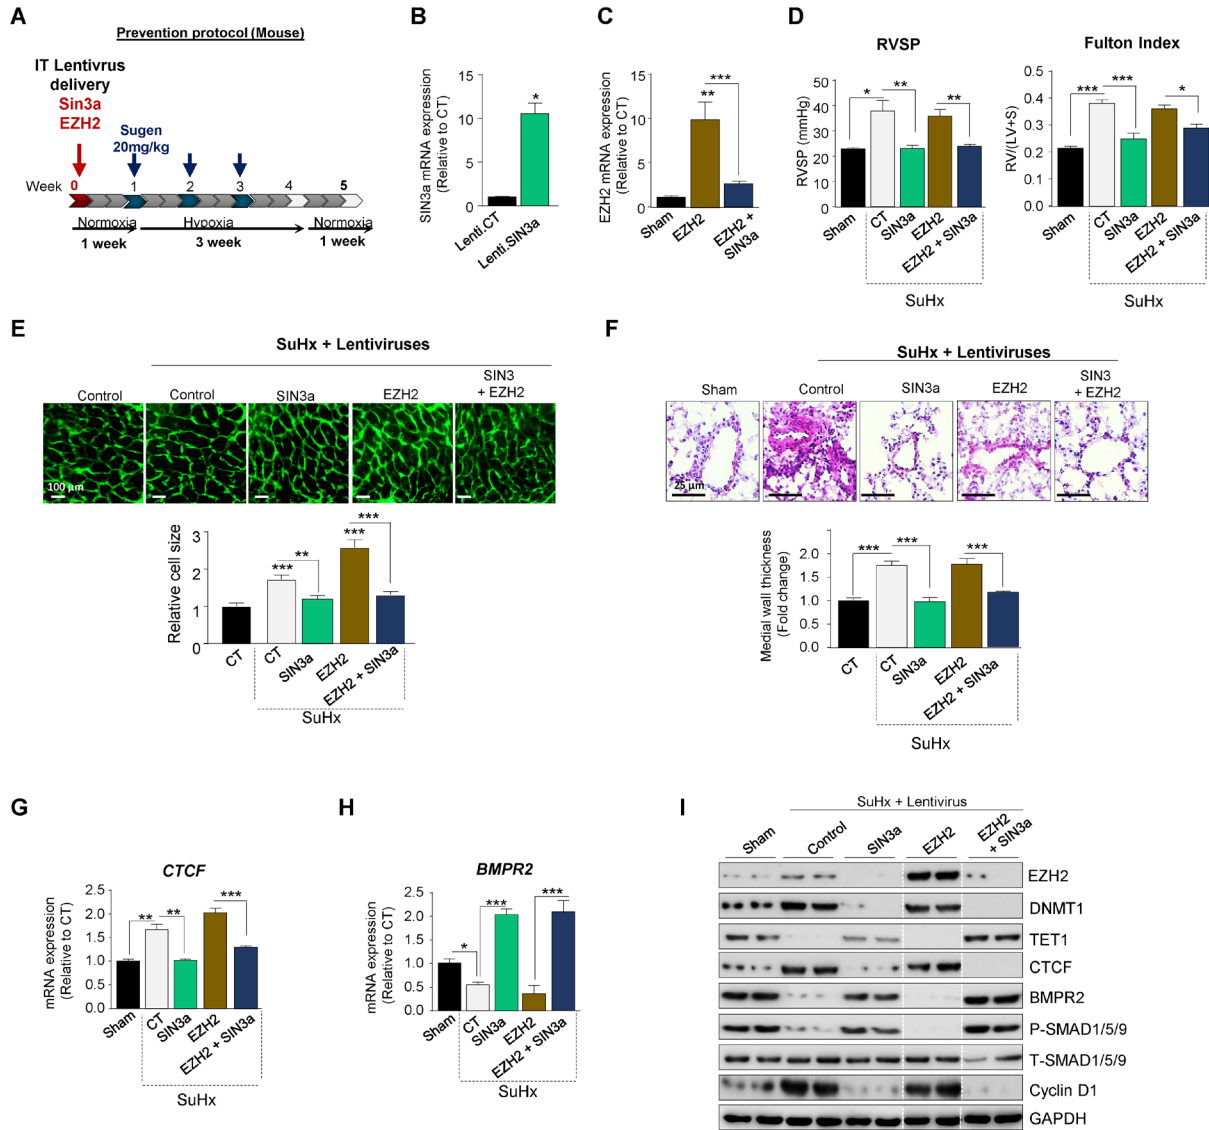 A
Prevention protocol (Mouse)
IT Lentivrus
delivery
Sin3a
EZH2
Sugen
20mg/kg
Week 0 1 2 3 4 5
Normoxia Hypoxia Normoxia
1 week 3 week 1 week
B
SIN3a mRNA expression
(Relative to CT)
15
10
5
0
*
Lenti.CT
Lenti.SIN3a
C
EZH2 mRNA expression
(Relative to CT)
15
10
5
0
***
**
Sham
EZH2
EZH2 +
SIN3a
D
RVSP
RVSP (mmHg)
60
40
20
0
* ** **
Sham
CT
SIN3a
EZH2
EZH2 + SIN3a
SuHx
Fulton Index
RV/(LV+S)
0.5
0.4
0.3
0.2
0.1
0.0
*** *** *
Sham
CT
SIN3a
EZH2
EZH2 + SIN3a
SuHx
E
SuHx + Lentiviruses
Control Control SIN3a EZH2 SIN3
+ EZH2
100 µm
Relative cell size
3
2
1
0
*** ** *** ***
CT
CT
SIN3a
EZH2
EZH2 + SIN3a
SuHx
F
SuHx + Lentiviruses
Sham Control SIN3a EZH2 SIN3
+ EZH2
25 µm
Medial wall thickness
(Fold change)
2.0
1.5
1.0
0.5
0.0
*** *** ***
CT
CT
SIN3a
EZH2
EZH2 + SIN3a
SuHx
G
CTCF
mRNA expression
(Relative to CT)
2.5
2.0
1.5
1.0
0.5
0.0
** ** ***
Sham
CT
SIN3a
EZH2
EZH2 + SIN3a
SuHx
H
BMPR2
mRNA expression
(Relative to CT)
2.5
2.0
1.5
1.0
0.5
0.0
* *** ***
Sham
CT
SIN3a
EZH2
EZH2 + SIN3a
SuHx
I
SuHx + Lentivirus
Sham Control SIN3a EZH2 EZH2
+ SIN3a
EZH2
DNMT1
TET1
CTCF
BMPR2
P-SMAD1/5/9
T-SMAD1/5/9
Cyclin D1
GAPDH